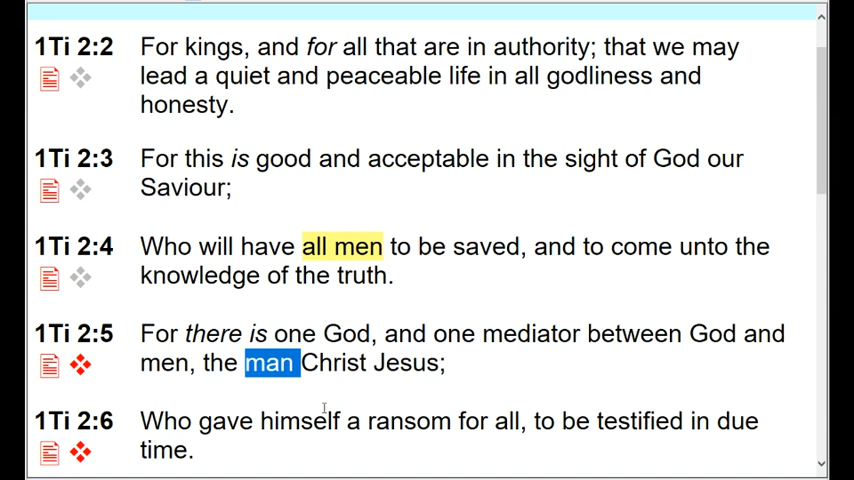 1Ti 2:2 For kings, and for all that are in authority; that we may
lead a quiet and peaceable life in all godliness and
honesty.
1Ti 2:3 For this is good and acceptable in the sight of God our
Saviour;
1Ti 2:4 Who will have all men to be saved, and to come unto the
knowledge of the truth.
1Ti 2:5 For there is one God, and one mediator between God and
men, the man Christ Jesus;
1Ti 2:6 Who gave himself a ransom for all, to be testified in due
time.